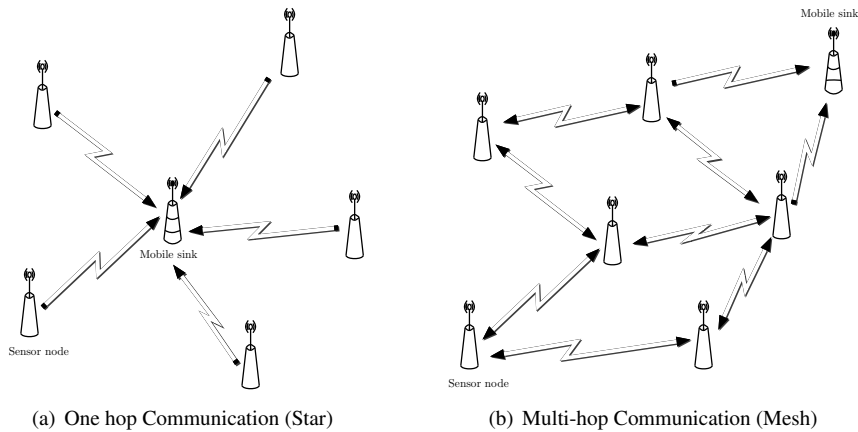 Mobile sink
Sensor node
(a) One hop Communication (Star)
Mobile sink
Sensor node
(b) Multi-hop Communication (Mesh)